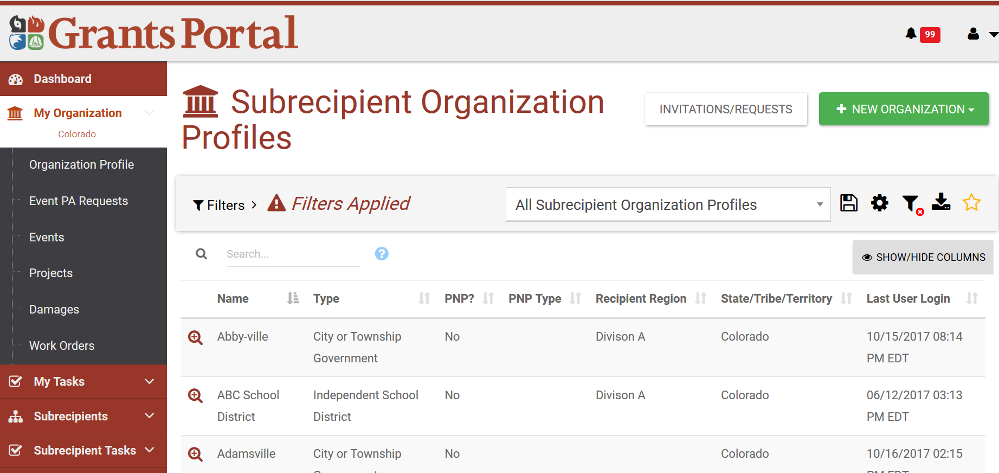 Grants Portal
99
Dashboard
My Organization
Colorado
Organization Profile
Event PA Requests
Events
Projects
Damages
Work Orders
My Tasks
Subrecipients
Subrecipient Tasks
Subrecipient Organization
Profiles
INVITATIONS/REQUESTS
NEW ORGANIZATION
Filters
Filters Applied
All Subrecipient Organization Profiles
Search...
SHOW/HIDE COLUMNS
Name Type PNP? PNP Type Recipient Region State/Tribe/Territory Last User Login
Abby-ville City or Township No Divison A Colorado 10/15/2017 08:14
Government PM EDT
ABC School Independent School No Divison A Colorado 06/12/2017 03:13
District District PM EDT
Adamsville City or Township No Colorado 10/16/2017 02:15